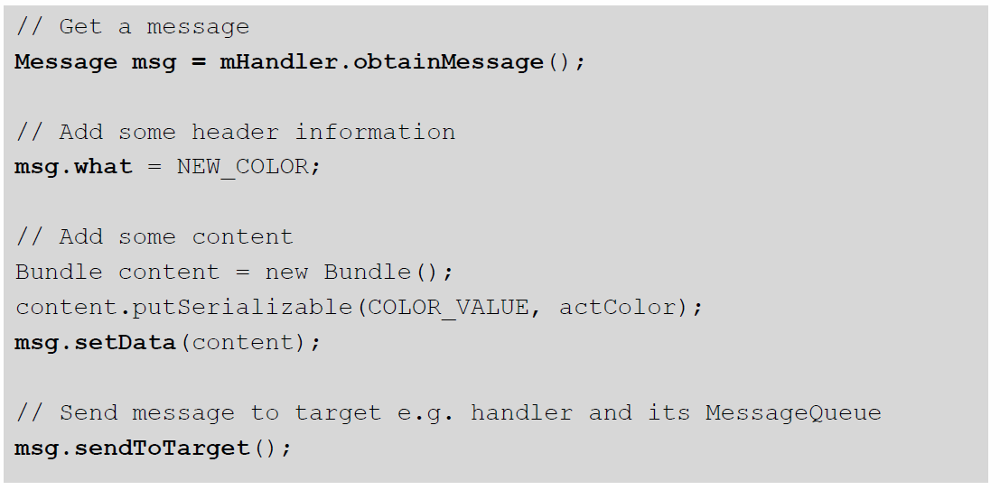 // Get a message
Message msg = mHandler.obtainMessage();
// Add some header information
msg.what = NEW_COLOR;
// Add some content
Bundle content = new Bundle();
content.putSerializable(COLOR_VALUE, actColor);
msg.setData(content);
// Send message to target e.g. handler and its MessageQueue
msg.sendToTarget();